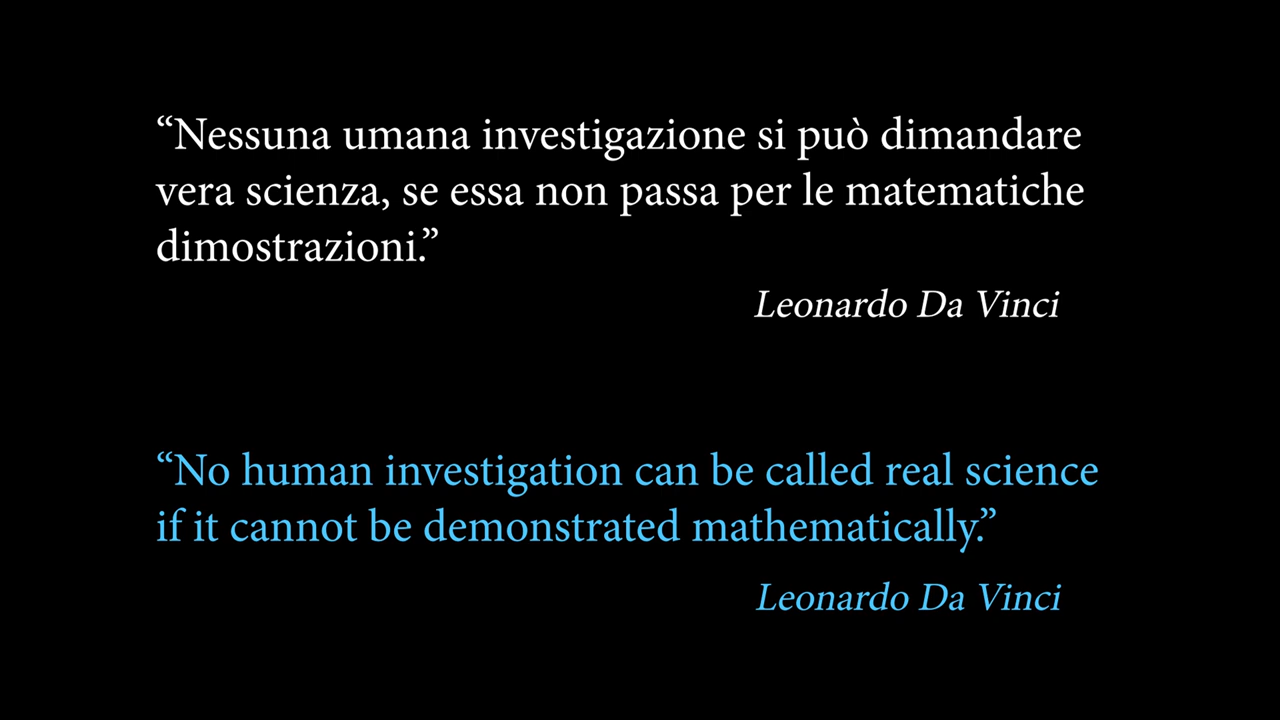 “Nessuna umana investigazione si può dimandare
vera scienza, se essa non passa per le matematiche
dimostrazioni.”
Leonardo Da Vinci
“No human investigation can be called real science
if it cannot be demonstrated mathematically.”
Leonardo Da Vinci